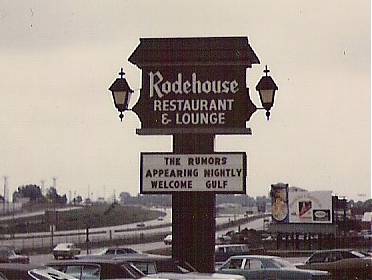 Rodehouse
RESTAURANT
& LOUNGE
THE RUMORS
APPEARING NIGHTLY
WELCOME GULF